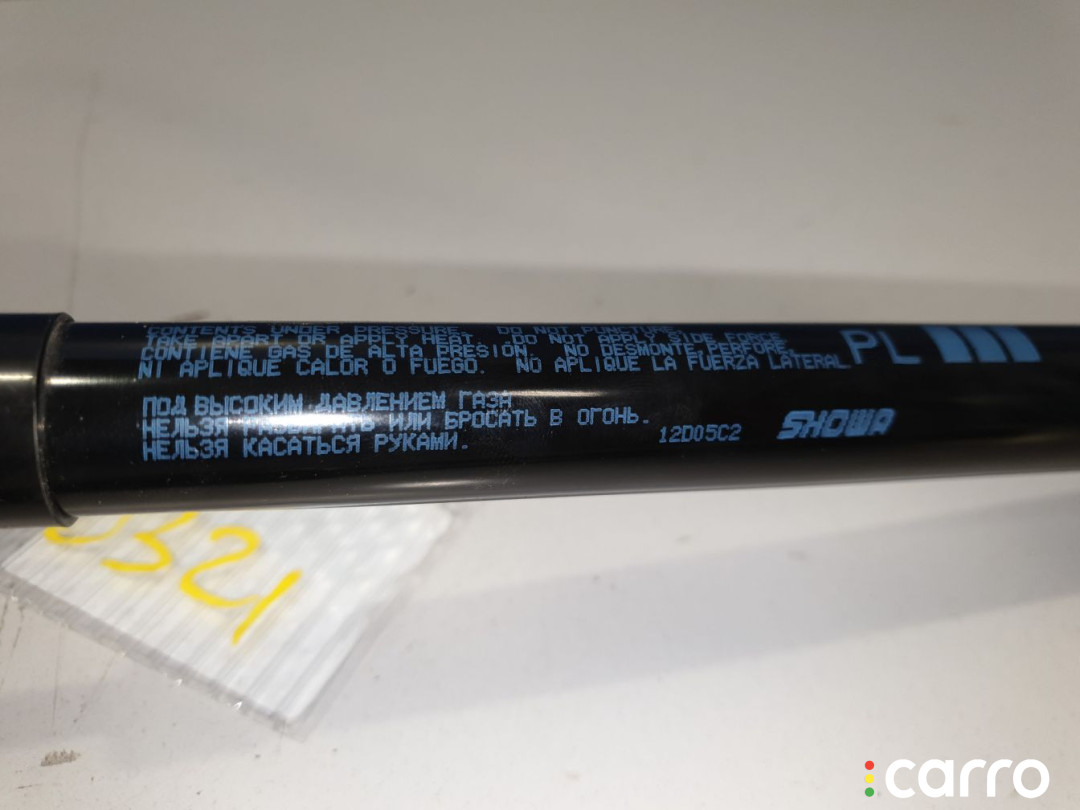 CONTENTS UNDER PRESSURE. DO NOT PUNCTURE,
TAKE APART OR APPLY HEAT. DO NOT APPLY SIDE FORCE.
CONTIENE GAS DE ALTA PRESIÓN. NO DESMONTE PERFORE,
NI APLIQUE CALOR O FUEGO. NO APLIQUE LA FUERZA LATERAL.
PL
ПОД ВЫСОКИМ ДАВЛЕНИЕМ ГАЗА
НЕЛЬЗЯ ИЛИ БРОСАТЬ В ОГОНЬ.
НЕЛЬЗЯ КАСАТЬСЯ РУКАМИ.
12D05C2
SHOWA
321
carro